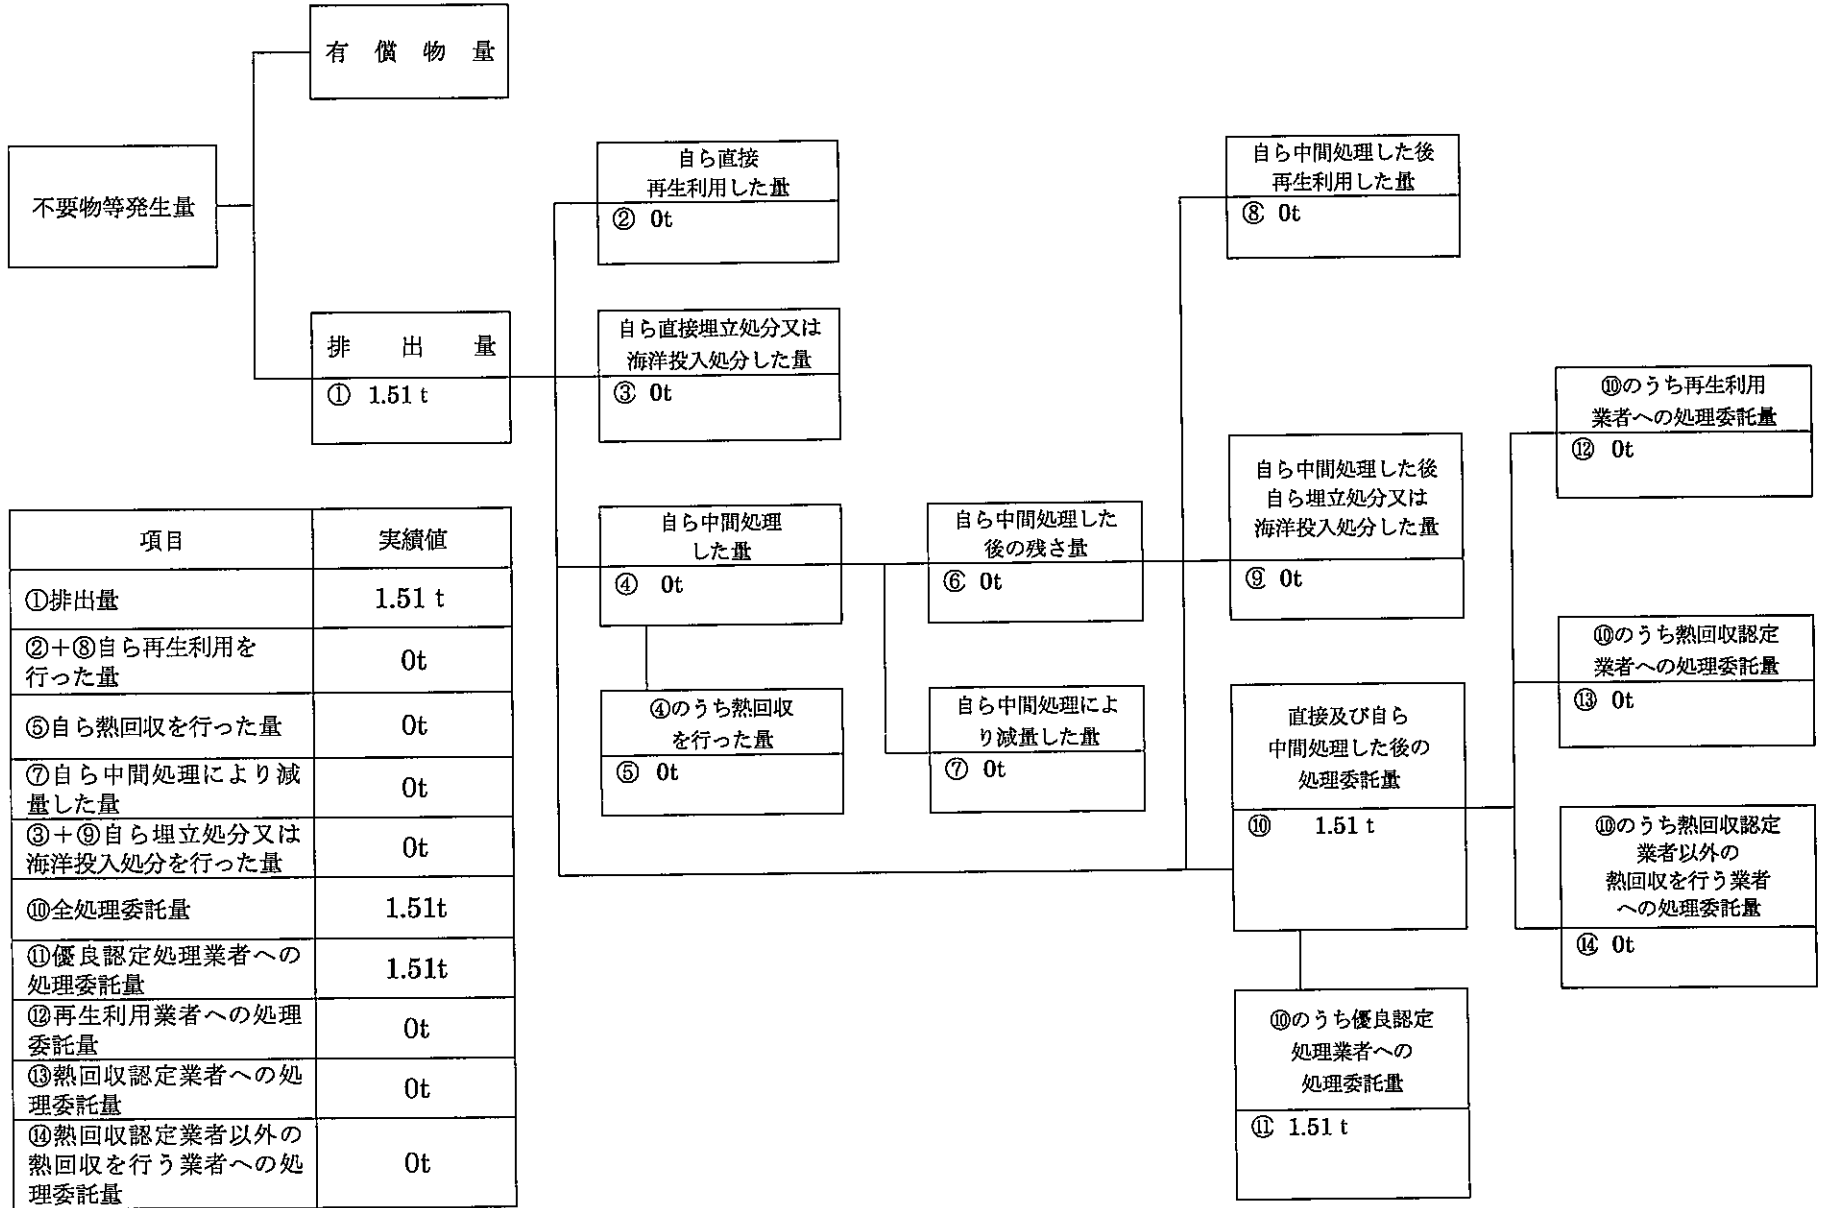 有償物量
不要物等発生量
排出量
① 1.51 t
自ら直接
再生利用した量
② 0t
自ら直接埋立処分又は
海洋投入処分した量
③ 0t
自ら中間処理
した量
④ 0t
④のうち熱回収
を行った量
⑤ 0t
自ら中間処理した
後の残さ量
⑥ 0t
自ら中間処理によ
り減量した量
⑦ 0t
自ら中間処理した後
再生利用した量
⑧ 0t
自ら中間処理した後
自ら埋立処分又は
海洋投入処分した量
⑨ 0t
直接及び自ら
中間処理した後の
処理委託量
⑩ 1.51 t
⑩のうち優良認定
処理業者への
処理委託量
⑪ 1.51 t
⑩のうち再生利用
業者への処理委託量
⑫ 0t
⑩のうち熱回収認定
業者への処理委託量
⑬ 0t
⑩のうち熱回収認定
業者以外の
熱回収を行う業者
への処理委託量
⑭ 0t
項目 実績値
①排出量 1.51 t
②+⑧自ら再生利用を
行った量 0t
⑤自ら熱回収を行った量 0t
⑦自ら中間処理により減
量した量 0t
③+⑨自ら埋立処分又は
海洋投入処分を行った量 0t
⑩全処理委託量 1.51t
⑪優良認定処理業者への
処理委託量 1.51t
⑫再生利用業者への処理
委託量 0t
⑬熱回収認定業者への処
理委託量 0t
⑭熱回収認定業者以外の
熱回収を行う業者への処
理委託量 0t